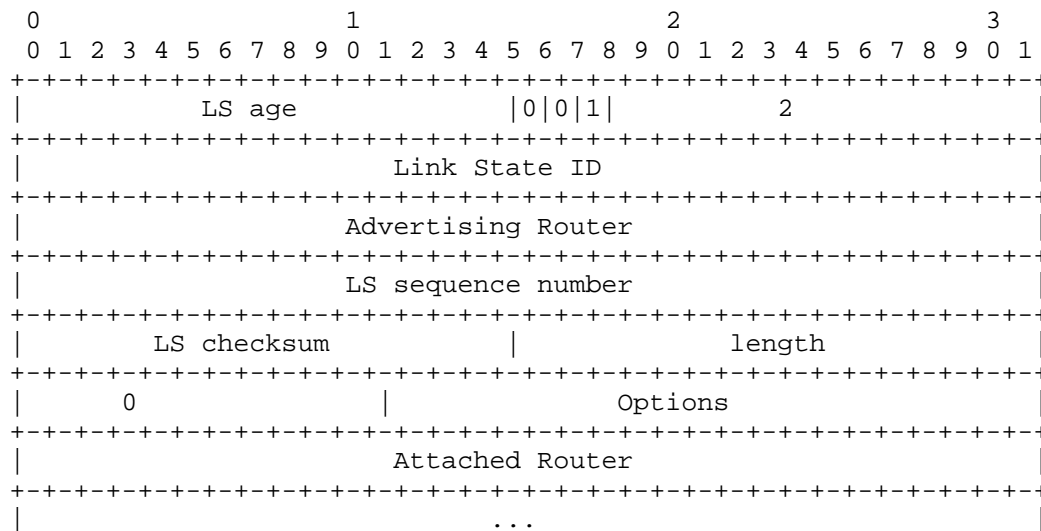 0                   1                   2                   3
0 1 2 3 4 5 6 7 8 9 0 1 2 3 4 5 6 7 8 9 0 1 2 3 4 5 6 7 8 9 0 1
+-+-+-+-+-+-+-+-+-+-+-+-+-+-+-+-+-+-+-+-+-+-+-+-+-+-+-+-+-+-+-+-+
| LS age |0|0|1| 2 |
+-+-+-+-+-+-+-+-+-+-+-+-+-+-+-+-+-+-+-+-+-+-+-+-+-+-+-+-+-+-+-+-+
| Link State ID |
+-+-+-+-+-+-+-+-+-+-+-+-+-+-+-+-+-+-+-+-+-+-+-+-+-+-+-+-+-+-+-+-+
| Advertising Router |
+-+-+-+-+-+-+-+-+-+-+-+-+-+-+-+-+-+-+-+-+-+-+-+-+-+-+-+-+-+-+-+-+
| LS sequence number |
+-+-+-+-+-+-+-+-+-+-+-+-+-+-+-+-+-+-+-+-+-+-+-+-+-+-+-+-+-+-+-+-+
| LS checksum | length |
+-+-+-+-+-+-+-+-+-+-+-+-+-+-+-+-+-+-+-+-+-+-+-+-+-+-+-+-+-+-+-+-+
| 0 | Options |
+-+-+-+-+-+-+-+-+-+-+-+-+-+-+-+-+-+-+-+-+-+-+-+-+-+-+-+-+-+-+-+-+
| Attached Router |
+-+-+-+-+-+-+-+-+-+-+-+-+-+-+-+-+-+-+-+-+-+-+-+-+-+-+-+-+-+-+-+-+
| ... |